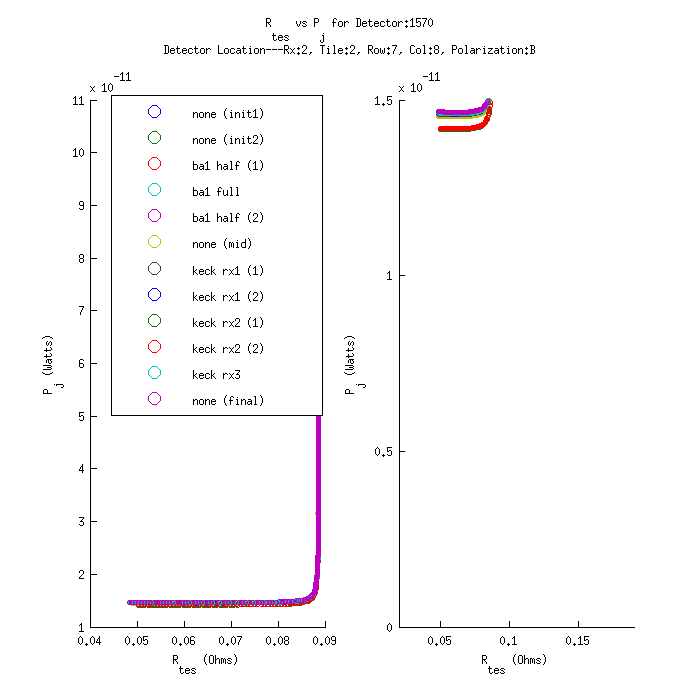 R    vs P  for Detector:1570
tes    j
Detector Location---Rx:2, Tile:2, Row:7, Col:8, Polarization:B
x 10^-11
x 10^-11
11
10
9
8
7
6
5
4
3
2
1
P_j (Watts)
none (init1)
none (init2)
ba1 half (1)
ba1 full
ba1 half (2)
none (mid)
keck rx1 (1)
keck rx1 (2)
keck rx2 (1)
keck rx2 (2)
keck rx3
none (final)
0.04 0.05 0.06 0.07 0.08 0.09
R_tes (Ohms)
1.5
1
0.5
0
P_j (Watts)
0.05 0.1 0.15
R_tes (Ohms)